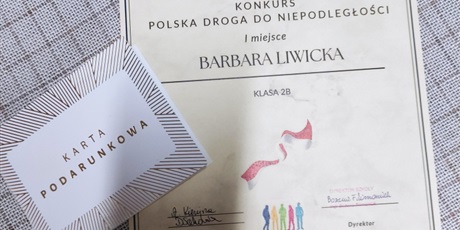 KONKURS
POLSKA DROGA DO NIEPODLEGŁOŚCI
I miejsce
BARBARA LIWICKA
KLASA 2B
KARTA
PODARUNKOWA
Dyrektor